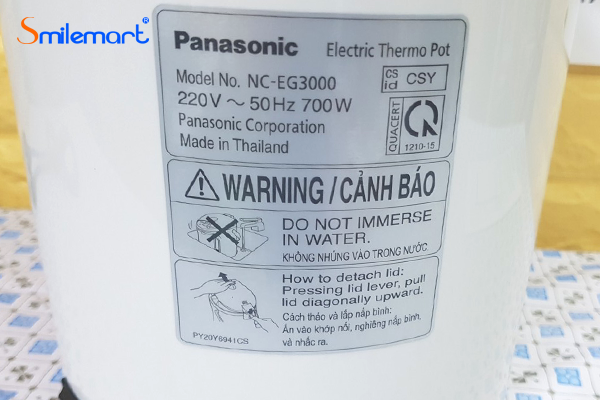 Smilemart®
Panasonic Electric Thermo Pot
Model No. NC-EG3000
CS id CSY
220V ~ 50Hz 700W
Panasonic Corporation
Made in Thailand
QUACERT
1210-15
WARNING/CẢNH BÁO
DO NOT IMMERSE
IN WATER.
KHÔNG NHÚNG VÀO TRONG NƯỚC.
How to detach lid:
Pressing lid lever, pull
lid diagonally upward.
Cách tháo và lắp nắp bình:
Ấn vào khớp nối, nghiêng nắp bình,
và nhấc ra.
PY20Y6941CS